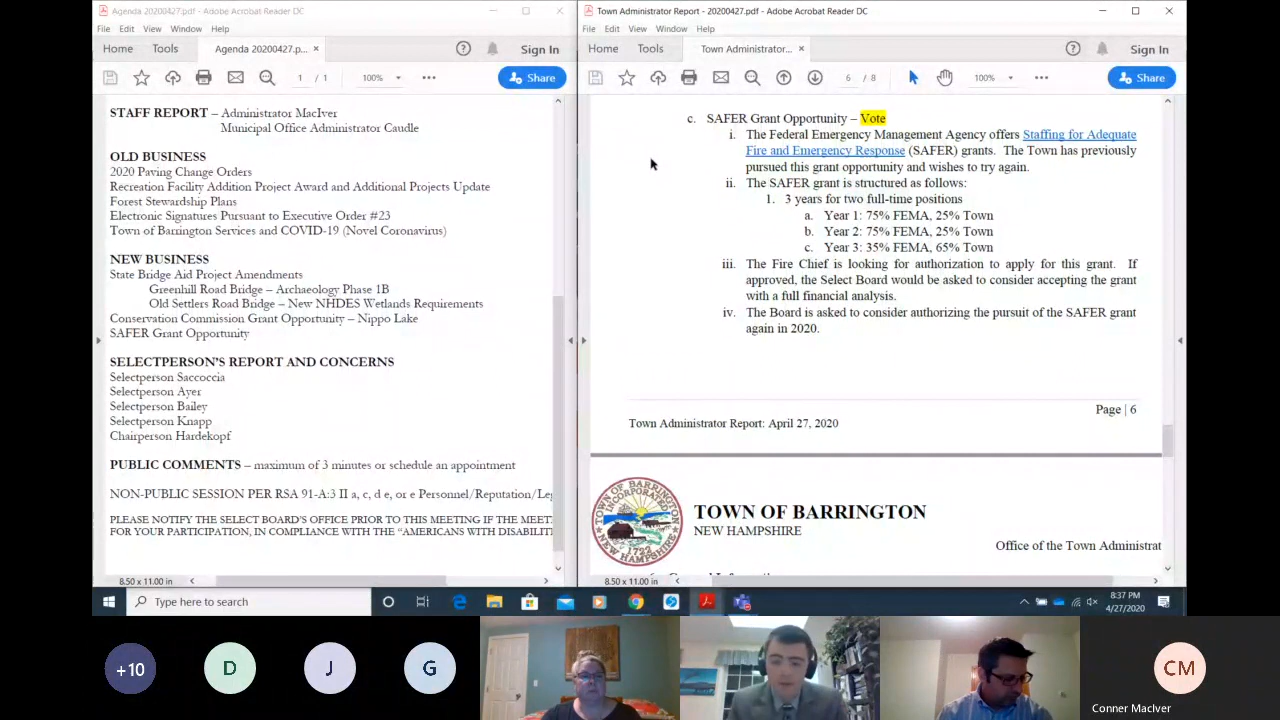 Agenda 20200427.pdf - Adobe Acrobat Reader DC
File Edit View Window Help
Home Tools Agenda 20200427.p... × Sign In
1 / 1 100% Share
STAFF REPORT – Administrator MacIver
Municipal Office Administrator Caudle
OLD BUSINESS
2020 Paving Change Orders
Recreation Facility Addition Project Award and Additional Projects Update
Forest Stewardship Plans
Electronic Signatures Pursuant to Executive Order #23
Town of Barrington Services and COVID-19 (Novel Coronavirus)
NEW BUSINESS
State Bridge Aid Project Amendments
Greenhill Road Bridge – Archaeology Phase 1B
Old Settlers Road Bridge – New NHDES Wetlands Requirements
Conservation Commission Grant Opportunity – Nippo Lake
SAFER Grant Opportunity
SELECTPERSON'S REPORT AND CONCERNS
Selectperson Saccoccia
Selectperson Ayer
Selectperson Bailey
Selectperson Knapp
Chairperson Hardekopf
PUBLIC COMMENTS – maximum of 3 minutes or schedule an appointment
NON-PUBLIC SESSION PER RSA 91-A:3 II a, c, d e, or e Personnel/Reputation/Leg
PLEASE NOTIFY THE SELECT BOARD'S OFFICE PRIOR TO THIS MEETING IF THE MEET
FOR YOUR PARTICIPATION, IN COMPLIANCE WITH THE "AMERICANS WITH DISABILIT
8.50 x 11.00 in
Town Administrator Report - 20200427.pdf - Adobe Acrobat Reader DC
File Edit View Window Help
Home Tools Town Administrator... × Sign In
6 / 8 100% Share
c. SAFER Grant Opportunity – Vote
i. The Federal Emergency Management Agency offers Staffing for Adequate
Fire and Emergency Response (SAFER) grants. The Town has previously
pursued this grant opportunity and wishes to try again.
ii. The SAFER grant is structured as follows:
1. 3 years for two full-time positions
a. Year 1: 75% FEMA, 25% Town
b. Year 2: 75% FEMA, 25% Town
c. Year 3: 35% FEMA, 65% Town
iii. The Fire Chief is looking for authorization to apply for this grant. If
approved, the Select Board would be asked to consider accepting the grant
with a full financial analysis.
iv. The Board is asked to consider authorizing the pursuit of the SAFER grant
again in 2020.
Page | 6
Town Administrator Report: April 27, 2020
TOWN OF BARRINGTON
INCORPORATED
1722
NEW HAMPSHIRE
TOWN OF BARRINGTON
NEW HAMPSHIRE
Office of the Town Administrat
8.50 x 11.00 in
Type here to search
8:37 PM
4/27/2020
+10 D J G CM
Conner MacIver